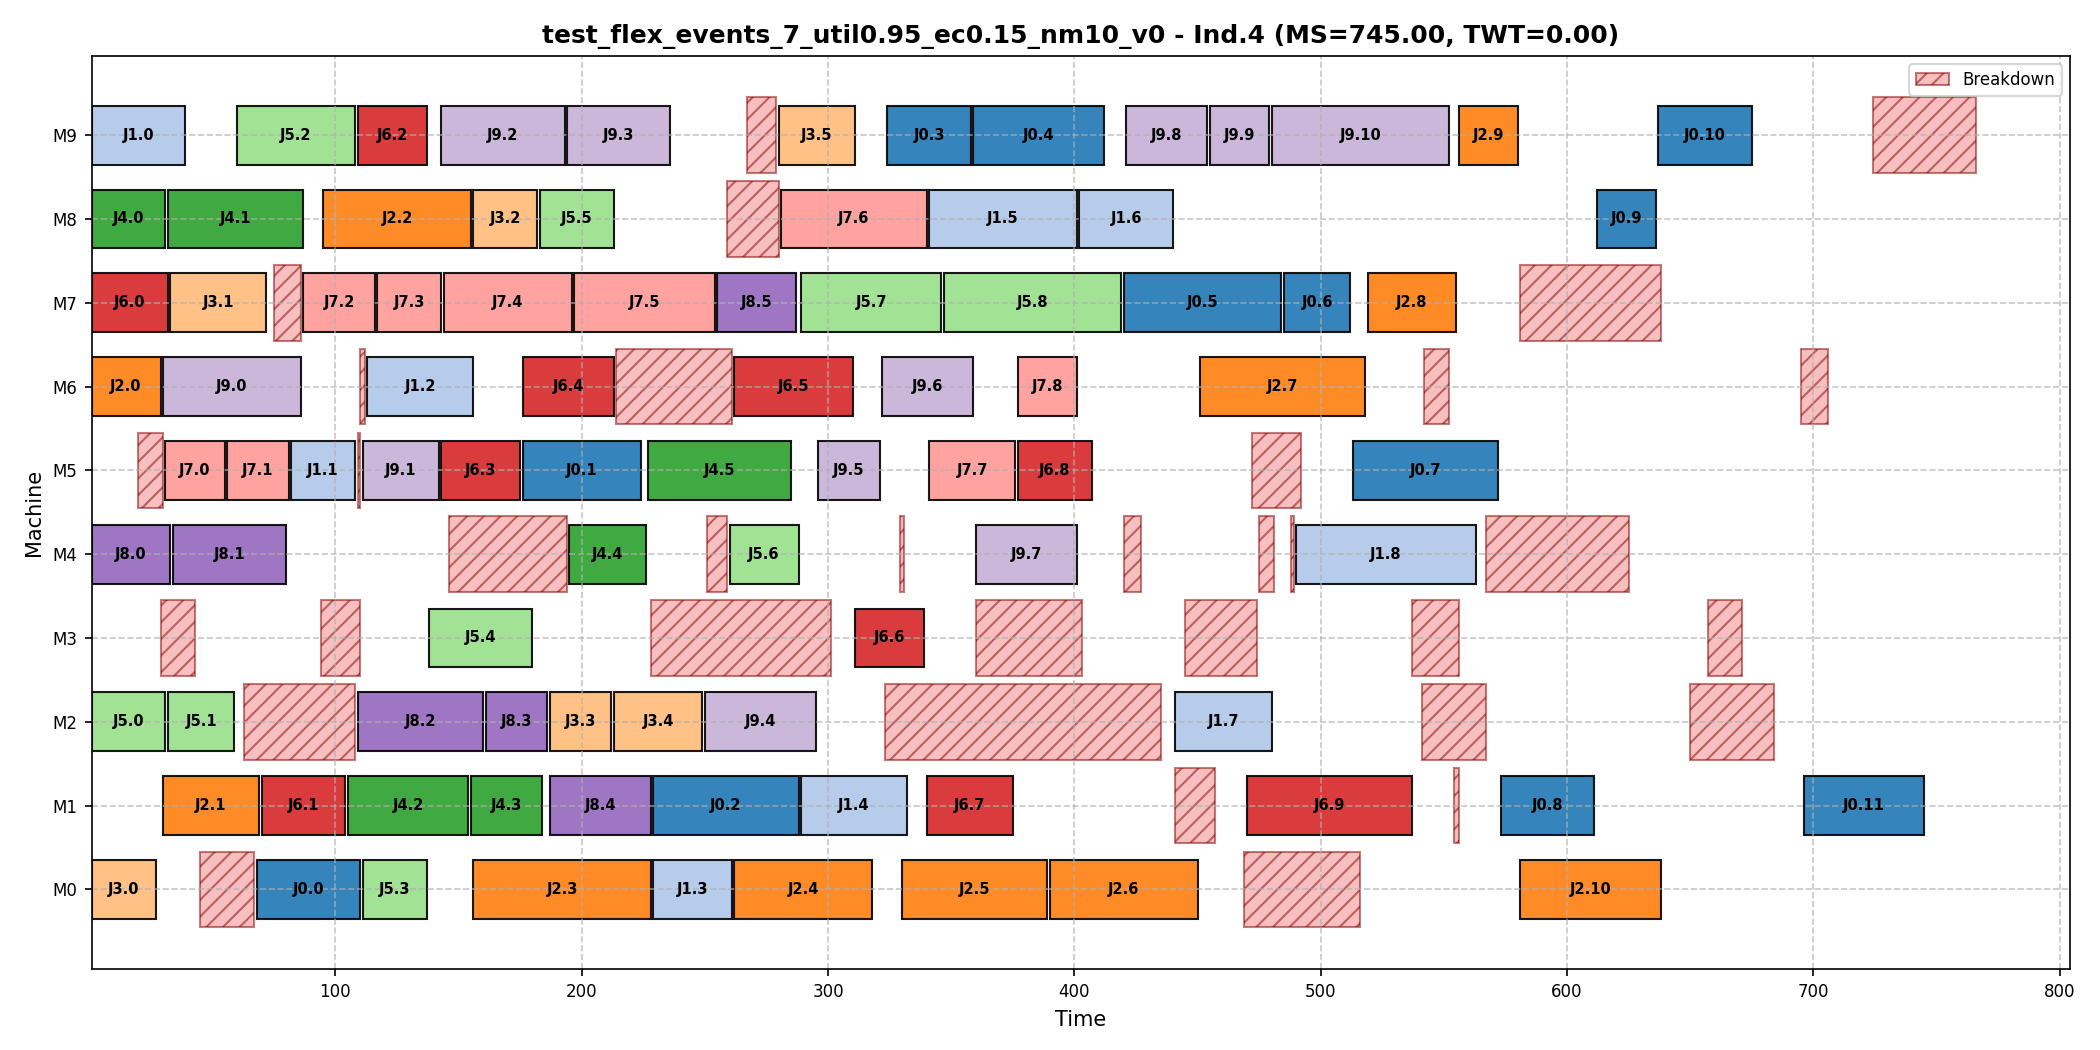 test_flex_events_7_util0.95_ec0.15_nm10_v0 - Ind.4 (MS=745.00, TWT=0.00)
Breakdown
M9 J1.0 J5.2 J6.2 J9.2 J9.3 J3.5 J0.3 J0.4 J9.8 J9.9 J9.10 J2.9 J0.10
M8 J4.0 J4.1 J2.2 J3.2 J5.5 J7.6 J1.5 J1.6 J0.9
M7 J6.0 J3.1 J7.2 J7.3 J7.4 J7.5 J8.5 J5.7 J5.8 J0.5 J0.6 J2.8
M6 J2.0 J9.0 J1.2 J6.4 J6.5 J9.6 J7.8 J2.7
M5 J7.0 J7.1 J1.1 J9.1 J6.3 J0.1 J4.5 J9.5 J7.7 J6.8 J0.7
M4 J8.0 J8.1 J4.4 J5.6 J9.7 J1.8
M3 J5.4 J6.6
M2 J5.0 J5.1 J8.2 J8.3 J3.3 J3.4 J9.4 J1.7
M1 J2.1 J6.1 J4.2 J4.3 J8.4 J0.2 J1.4 J6.7 J6.9 J0.8 J0.11
M0 J3.0 J0.0 J5.3 J2.3 J1.3 J2.4 J2.5 J2.6 J2.10
Machine
100 200 300 400 500 600 700 800
Time